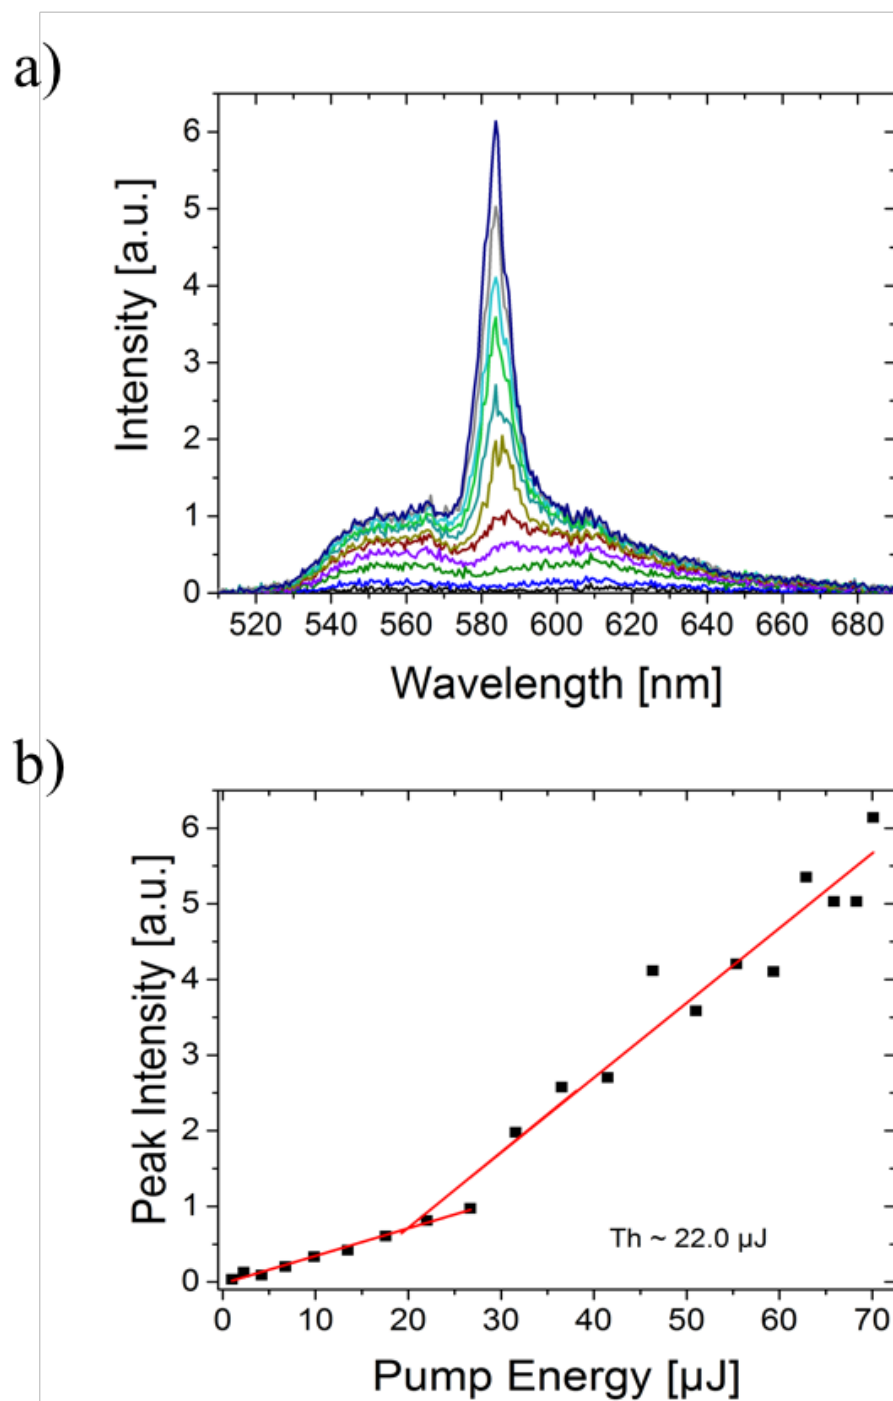 a)
Intensity [a.u.]
6
5
4
3
2
1
0
520 540 560 580 600 620 640 660 680
Wavelength [nm]
b)
Peak Intensity [a.u.]
6
5
4
3
2
1
0
Th ~ 22.0 µJ
0 10 20 30 40 50 60 70
Pump Energy [µJ]